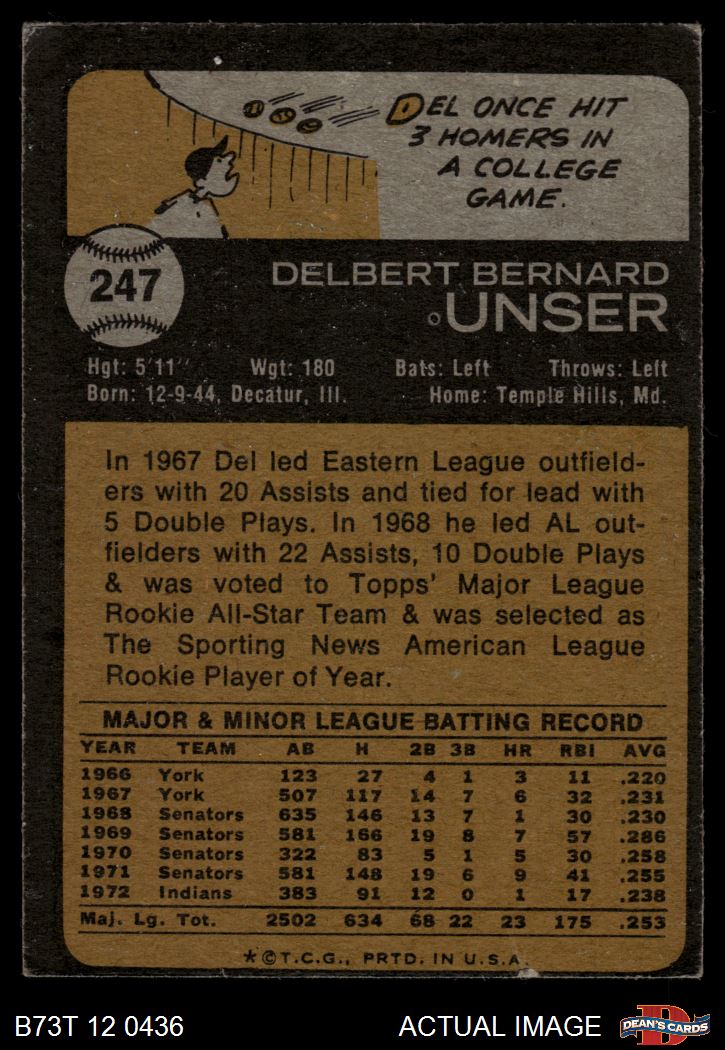 DEL ONCE HIT
3 HOMERS IN
A COLLEGE
GAME.
247
DELBERT BERNARD
UNSER
Hgt: 5'11" Wgt: 180 Bats: Left Throws: Left
Born: 12-9-44, Decatur, Ill. Home: Temple Hills, Md.
In 1967 Del led Eastern League outfield-
ers with 20 Assists and tied for lead with
5 Double Plays. In 1968 he led AL out-
fielders with 22 Assists, 10 Double Plays
& was voted to Topps' Major League
Rookie All-Star Team & was selected as
The Sporting News American League
Rookie Player of Year.
MAJOR & MINOR LEAGUE BATTING RECORD
YEAR TEAM AB H 2B 3B HR RBI AVG
1966 York 123 27 4 1 3 11 .220
1967 York 507 117 14 7 6 32 .231
1968 Senators 635 146 13 7 1 30 .230
1969 Senators 581 166 19 8 7 57 .286
1970 Senators 322 83 5 1 5 30 .258
1971 Senators 581 148 19 6 9 41 .255
1972 Indians 383 91 12 0 1 17 .238
Maj. Lg. Tot. 2502 634 68 22 23 175 .253
*©T.C.G., PRTD. IN U.S.A.
B73T 12 0436 ACTUAL IMAGE
D
DEAN'S CARDS